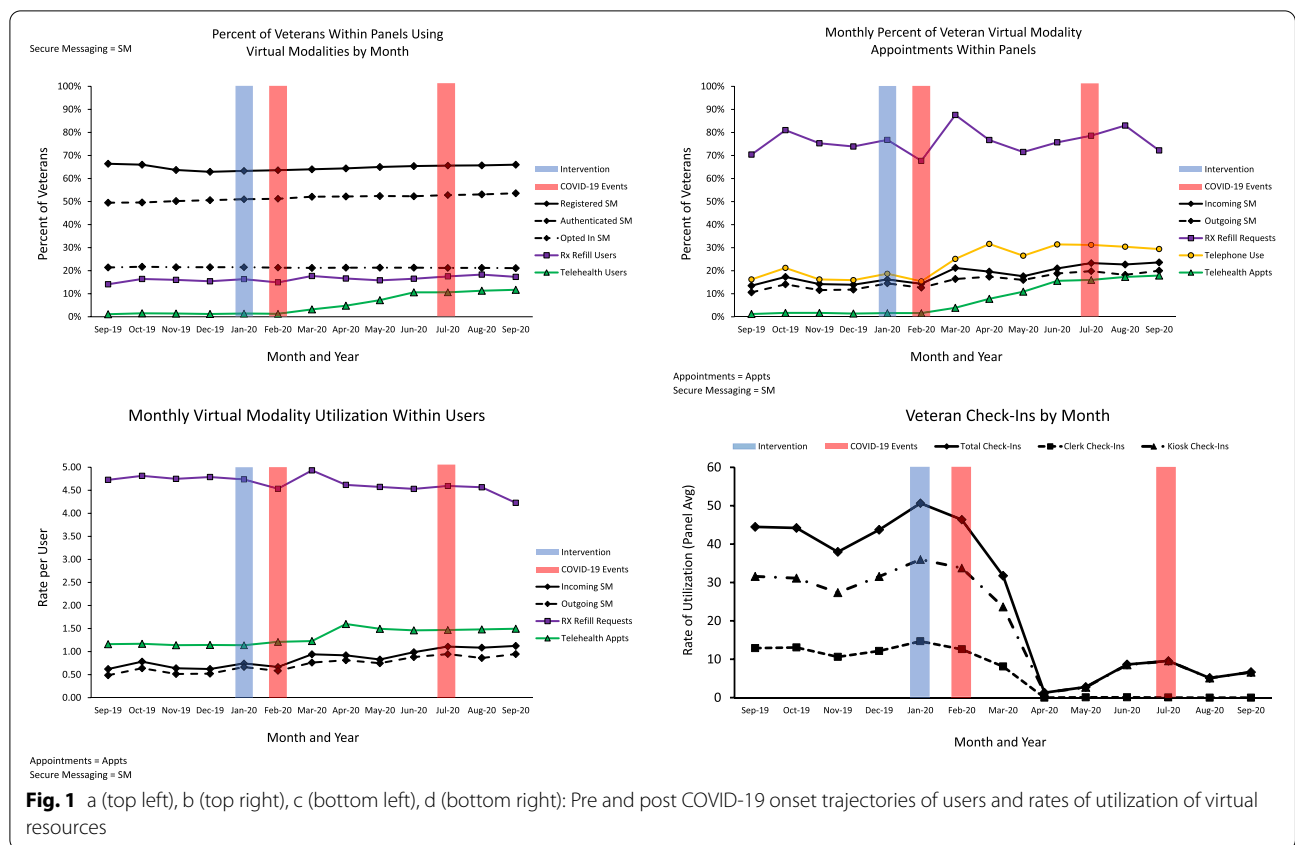 Percent of Veterans Within Panels Using
Virtual Modalities by Month
Secure Messaging = SM
100%
90%
80%
70%
60%
50%
40%
30%
20%
10%
0%
Percent of Veterans
Sep-19 Oct-19 Nov-19 Dec-19 Jan-20 Feb-20 Mar-20 Apr-20 May-20 Jun-20 Jul-20 Aug-20 Sep-20
Month and Year
Intervention
COVID-19 Events
Registered SM
Authenticated SM
Opted In SM
Rx Refill Users
Telehealth Users
Monthly Percent of Veteran Virtual Modality
Appointments Within Panels
100%
90%
80%
70%
60%
50%
40%
30%
20%
10%
0%
Percent of Veterans
Sep-19 Oct-19 Nov-19 Dec-19 Jan-20 Feb-20 Mar-20 Apr-20 May-20 Jun-20 Jul-20 Aug-20 Sep-20
Month and Year
Intervention
COVID-19 Events
Incoming SM
Outgoing SM
RX Refill Requests
Telephone Use
Telehealth Appts
Appointments = Appts
Secure Messaging = SM
Monthly Virtual Modality Utilization Within Users
5.00
4.50
4.00
3.50
3.00
2.50
2.00
1.50
1.00
0.50
0.00
Rate per User
Sep-19 Oct-19 Nov-19 Dec-19 Jan-20 Feb-20 Mar-20 Apr-20 May-20 Jun-20 Jul-20 Aug-20 Sep-20
Month and Year
Intervention
COVID-19 Events
Incoming SM
Outgoing SM
RX Refill Requests
Telehealth Appts
Appointments = Appts
Secure Messaging = SM
Veteran Check-Ins by Month
Intervention COVID-19 Events Total Check-Ins Clerk Check-Ins Kiosk Check-Ins
60
50
40
30
20
10
0
Rate of Utilization (Panel Avg)
Sep-19 Oct-19 Nov-19 Dec-19 Jan-20 Feb-20 Mar-20 Apr-20 May-20 Jun-20 Jul-20 Aug-20 Sep-20
Month and Year
Fig. 1 a (top left), b (top right), c (bottom left), d (bottom right): Pre and post COVID-19 onset trajectories of users and rates of utilization of virtual
resources